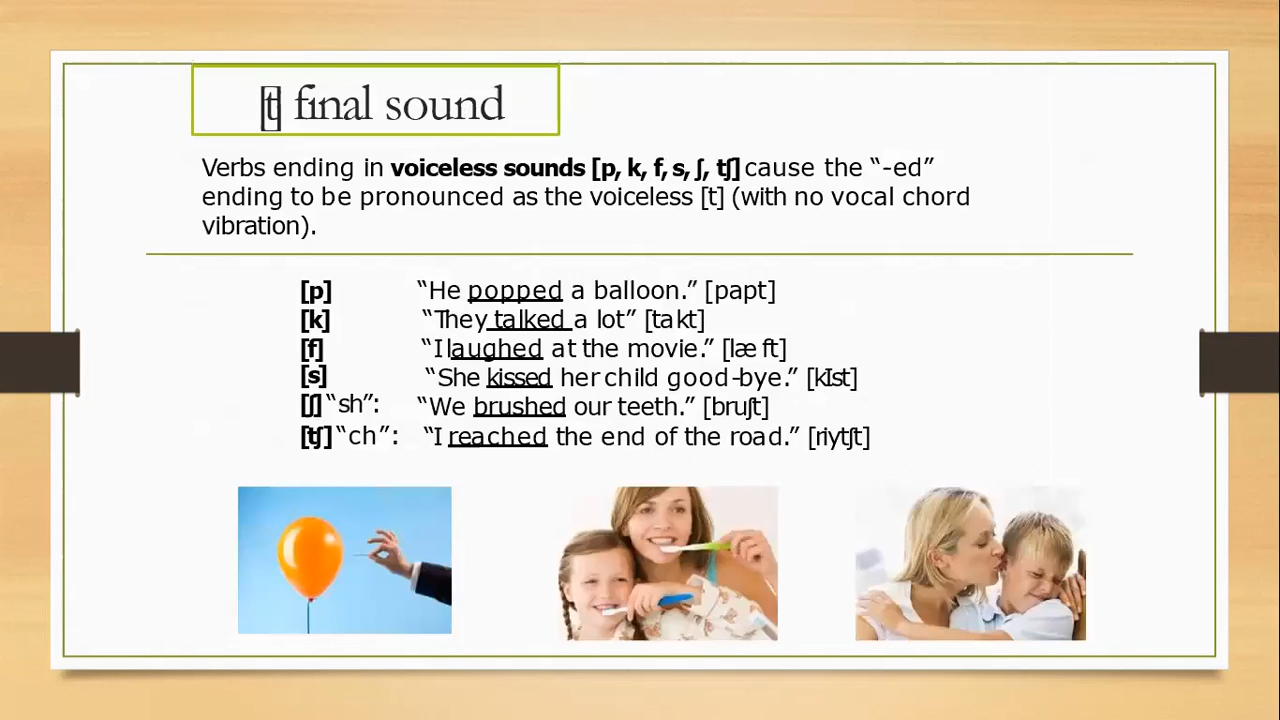 [t] final sound
Verbs ending in voiceless sounds [p, k, f, s, ʃ, tʃ] cause the “-ed”
ending to be pronounced as the voiceless [t] (with no vocal chord
vibration).
[p] “He popped a balloon.” [papt]
[k] “They talked a lot” [takt]
[f] “I laughed at the movie.” [læft]
[s] “She kissed her child good-bye.” [kIst]
[ʃ] “sh”: “We brushed our teeth.” [bruʃt]
[tʃ] “ch”: “I reached the end of the road.” [riytʃt]